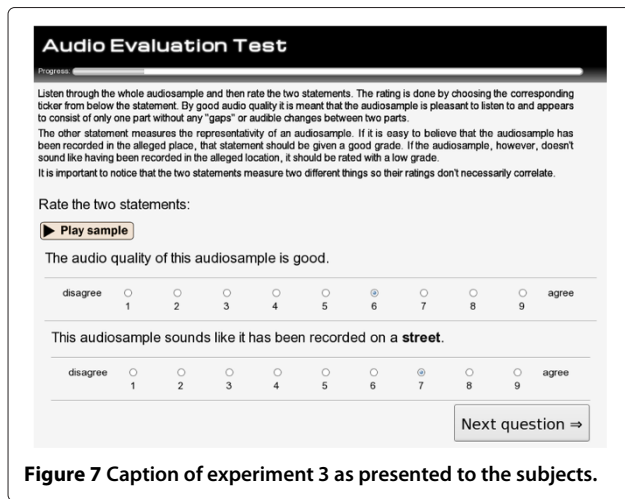 Audio Evaluation Test
Progress:
Listen through the whole audiosample and then rate the two statements. The rating is done by choosing the corresponding
ticker from below the statement. By good audio quality it is meant that the audiosample is pleasant to listen to and appears
to consist of only one part without any "gaps" or audible changes between two parts.
The other statement measures the representativity of an audiosample. If it is easy to believe that the audiosample has
been recorded in the alleged place, that statement should be given a good grade. If the audiosample, however, doesn't
sound like having been recorded in the alleged location, it should be rated with a low grade.
It is important to notice that the two statements measure two different things so their ratings don't necessarily correlate.
Rate the two statements:
Play sample
The audio quality of this audiosample is good.
disagree agree
1 2 3 4 5 6 7 8 9
This audiosample sounds like it has been recorded on a street.
disagree agree
1 2 3 4 5 6 7 8 9
Next question ⇒
Figure 7 Caption of experiment 3 as presented to the subjects.